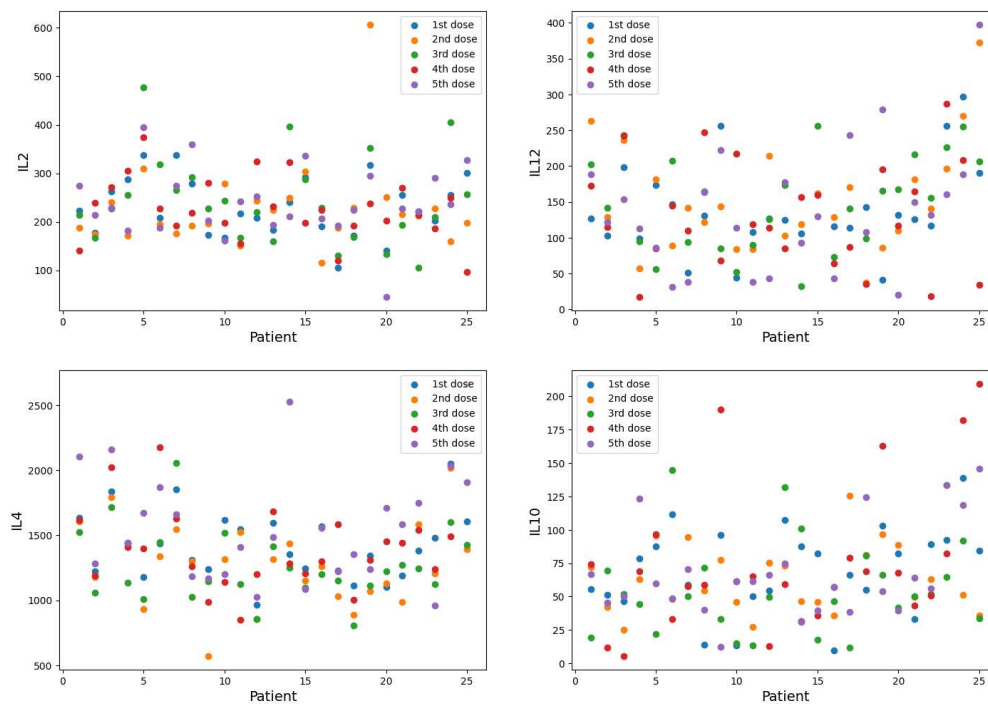 600
500
400
300
200
100
0
5
10
15
20
25
IL2
Patient
1st dose
2nd dose
3rd dose
4th dose
5th dose
400
350
300
250
200
150
100
50
0
0
5
10
15
20
25
IL12
Patient
1st dose
2nd dose
3rd dose
4th dose
5th dose
2500
2000
1500
1000
500
0
5
10
15
20
25
IL4
Patient
1st dose
2nd dose
3rd dose
4th dose
5th dose
200
175
150
125
100
75
50
25
0
0
5
10
15
20
25
IL10
Patient
1st dose
2nd dose
3rd dose
4th dose
5th dose